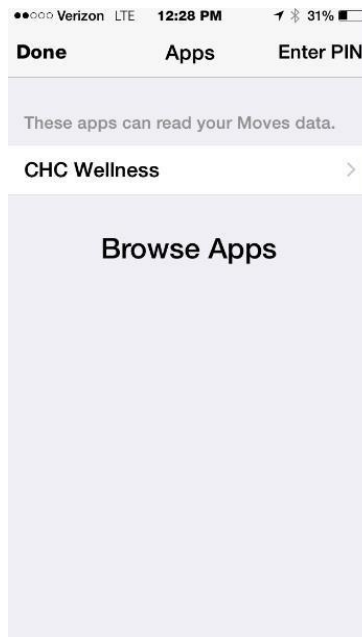 Verizon LTE 12:28 PM 31%
Done Apps Enter PIN
These apps can read your Moves data.
CHC Wellness
Browse Apps